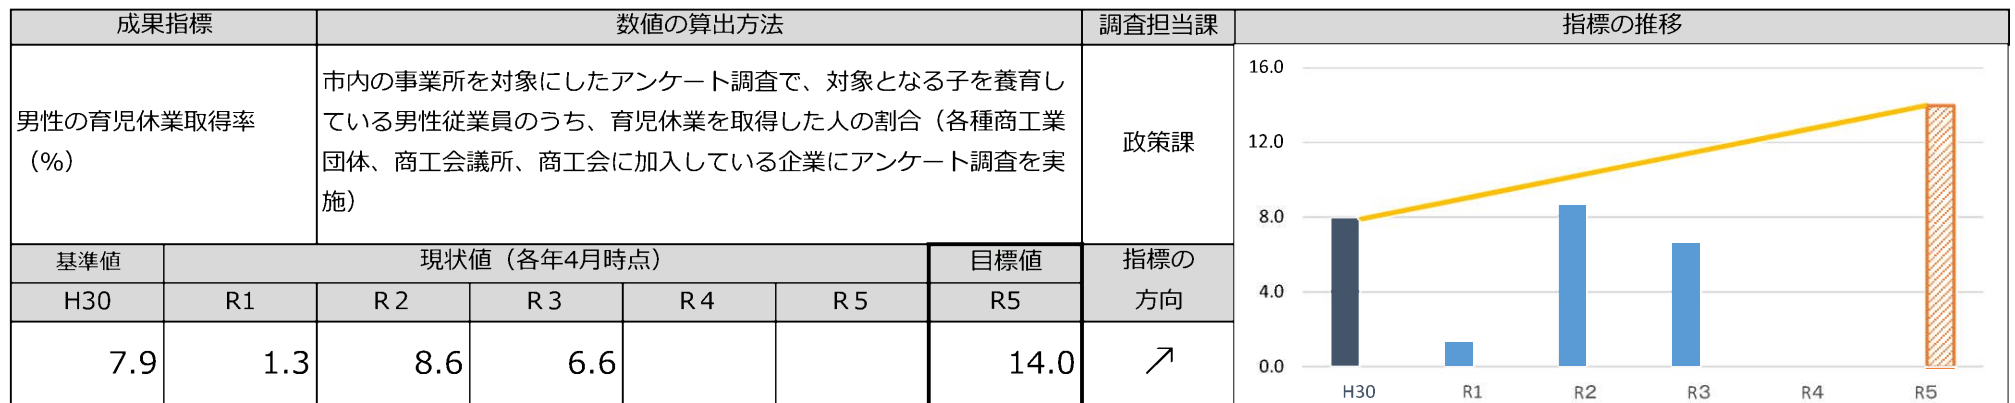 成果指標 数値の算出方法 調査担当課 指標の推移
男性の育児休業取得率
（%）
市内の事業所を対象にしたアンケート調査で、対象となる子を養育し
ている男性従業員のうち、育児休業を取得した人の割合（各種商工業
団体、商工会議所、商工会に加入している企業にアンケート調査を実
施）
政策課
基準値 現状値（各年4月時点） 目標値 指標の
H30 R1 R２ R３ R４ R５ R5 方向
7.9 1.3 8.6 6.6 14.0 ↗
16.0
12.0
8.0
4.0
0.0
H30 R1 R2 R3 R4 R5